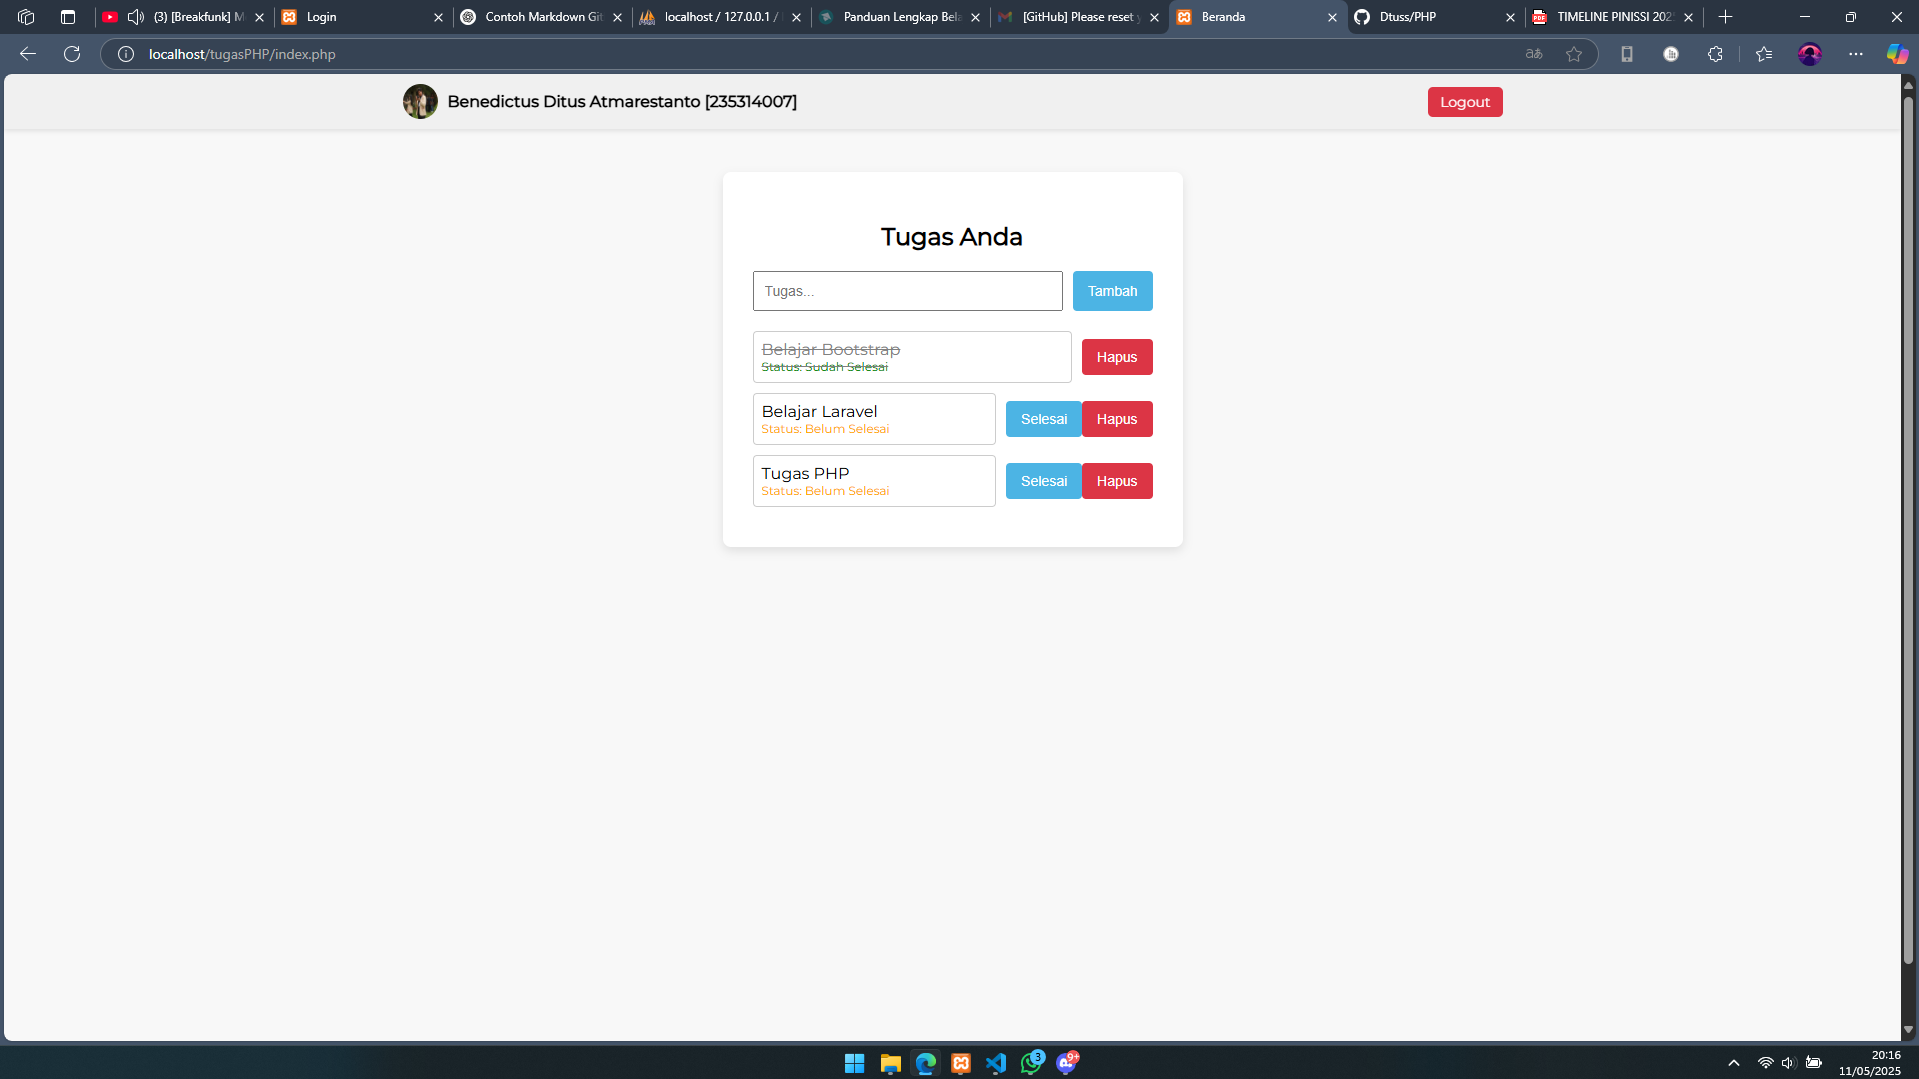 (3) [Breakfunk] M
Login
Contoh Markdown Git
localhost / 127.0.0.1 /
Panduan Lengkap Bela
[GitHub] Please reset y
Beranda
Dtuss/PHP
TIMELINE PINISSI 202
localhost/tugasPHP/index.php
Benedictus Ditus Atmarestanto [235314007]
Logout
Tugas Anda
Tugas...
Tambah
Belajar Bootstrap
Status: Sudah Selesai
Hapus
Belajar Laravel
Status: Belum Selesai
Selesai
Hapus
Tugas PHP
Status: Belum Selesai
Selesai
Hapus
3
9+
20:16
11/05/2025